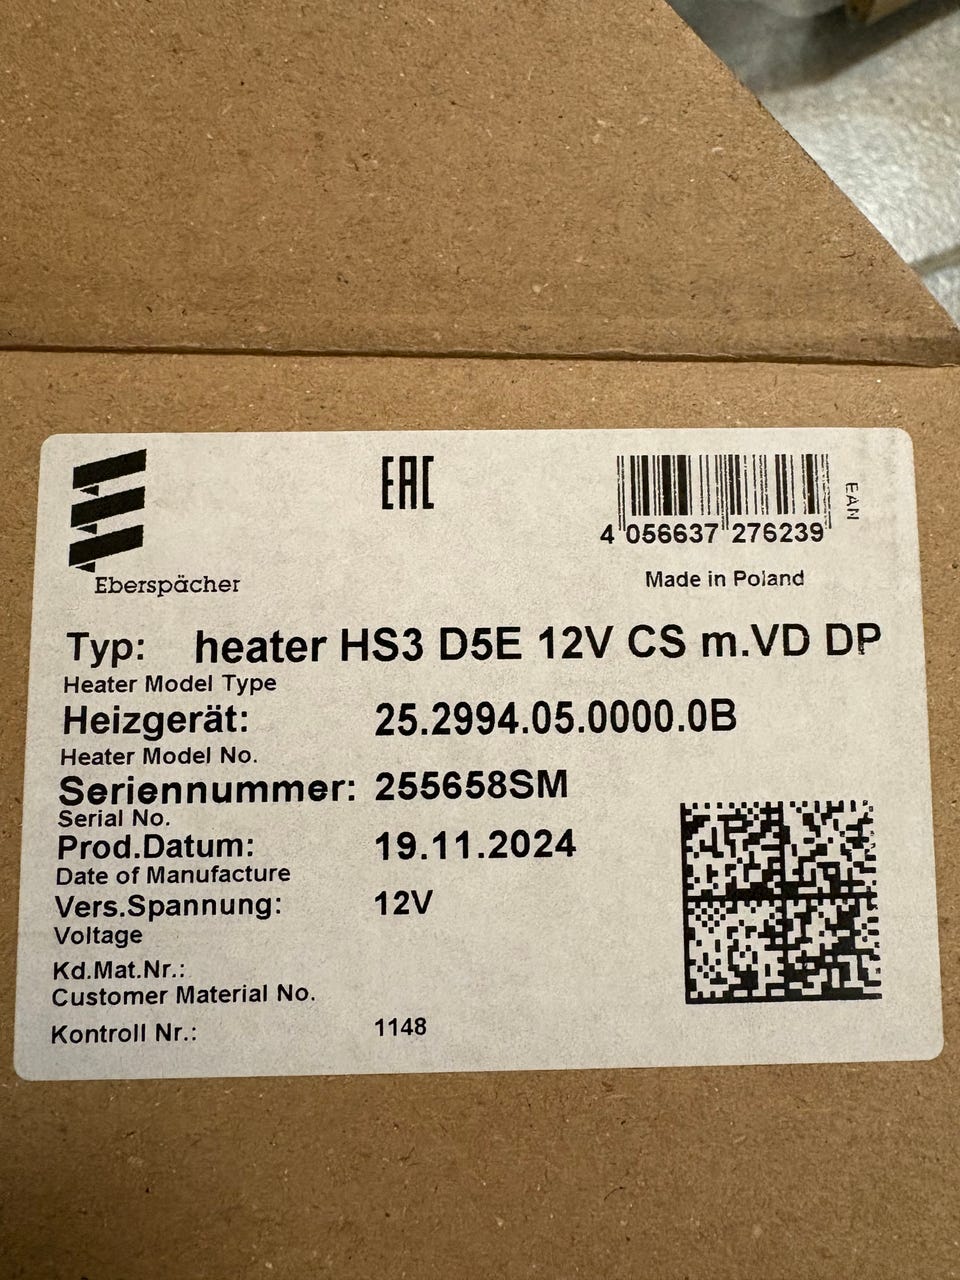 EAC
EAN
4 056637 276239
Eberspächer
Made in Poland
Typ: heater HS3 D5E 12V CS m.VD DP
Heater Model Type
Heizgerät: 25.2994.05.0000.0B
Heater Model No.
Seriennummer: 255658SM
Serial No.
Prod.Datum: 19.11.2024
Date of Manufacture
Vers.Spannung: 12V
Voltage
Kd.Mat.Nr.:
Customer Material No.
Kontroll Nr.: 1148